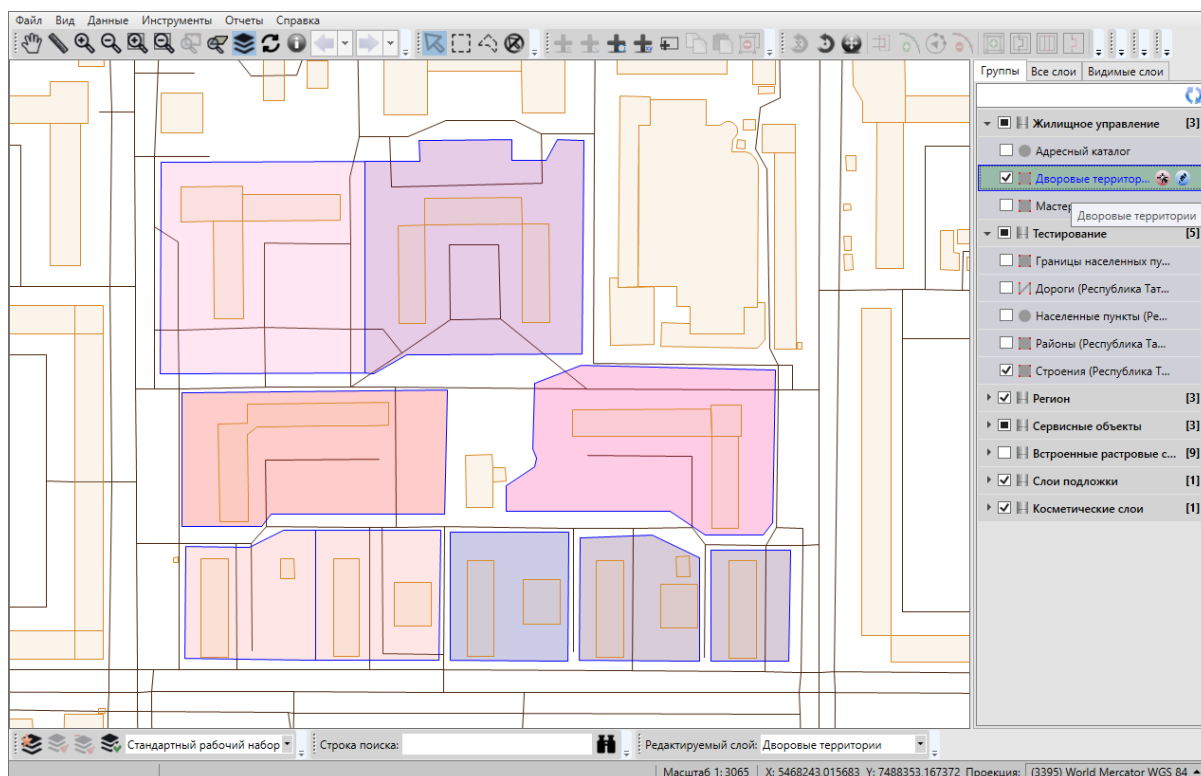 Файл Вид Данные Инструменты Отчеты Справка
Группы Все слои Видимые слои
Жилищное управление [3]
Адресный каталог
Дворовые территор...
Мастер
Дворовые территории
Тестирование [5]
Границы населенных пу...
Дороги (Республика Тат...
Населенные пункты (Ре...
Районы (Республика Та...
Строения (Республика Т...
Регион [3]
Сервисные объекты [3]
Встроенные растровые с... [9]
Слои подложки [1]
Косметические слои [1]
Стандартный рабочий набор Строка поиска: Редактируемый слой: Дворовые территории
Масштаб 1:3065 X: 5468243,015683 Y: 7488353,167372 Проекция: (3395) World Mercator WGS 84